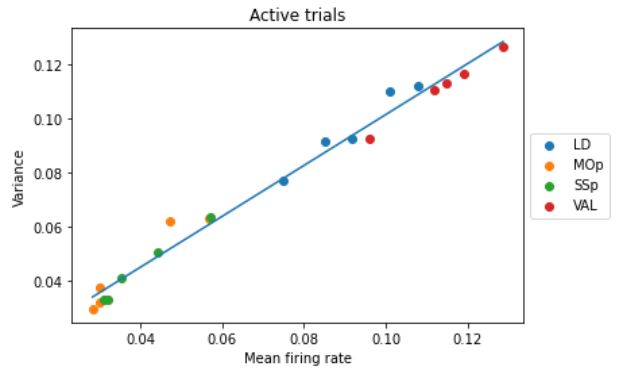 Active trials
Variance
0.12
0.10
0.08
0.06
0.04
0.04 0.06 0.08 0.10 0.12
Mean firing rate
LD
MOp
SSp
VAL